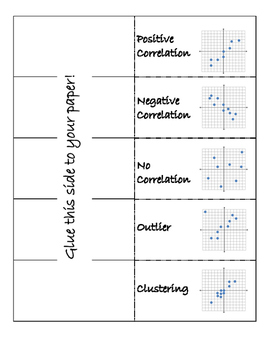 Glue this side to your paper!
Positive
Correlation
Negative
Correlation
No
Correlation
Outlier
Clustering